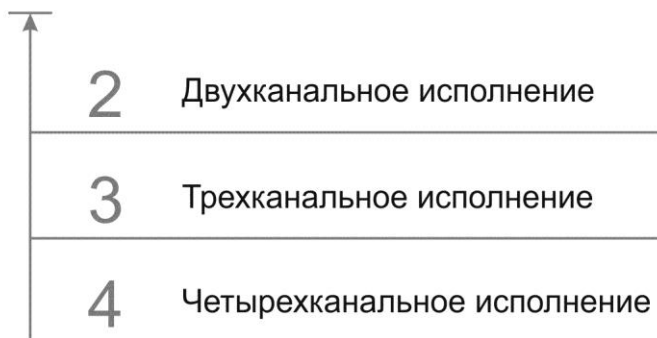 2 Двухканальное исполнение
3 Трехканальное исполнение
4 Четырехканальное исполнение